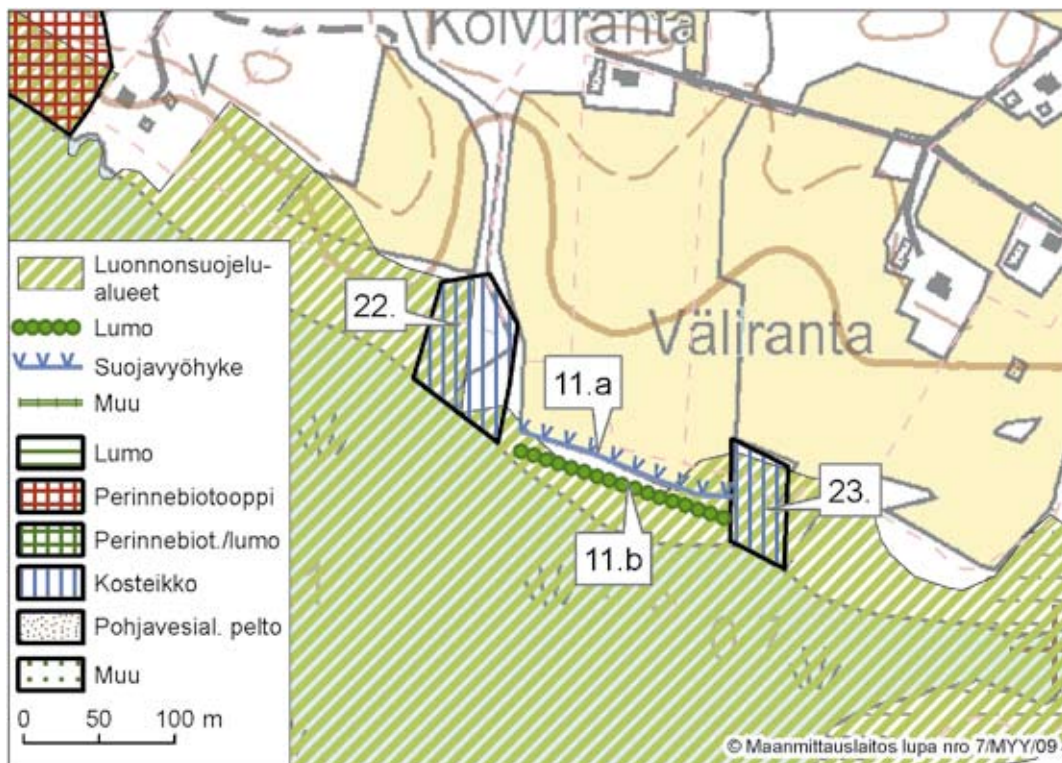 Koivuranta
V
22.
Väliranta
11.a
23.
11.b
Luonnonsuojelu-
alueet
Lumo
Suojavyöhyke
Muu
Lumo
Perinnebiotooppi
Perinnebiot./lumo
Kosteikko
Pohjavesial. pelto
Muu
0 50 100 m
© Maanmittauslaitos lupa nro 7/MYY/09